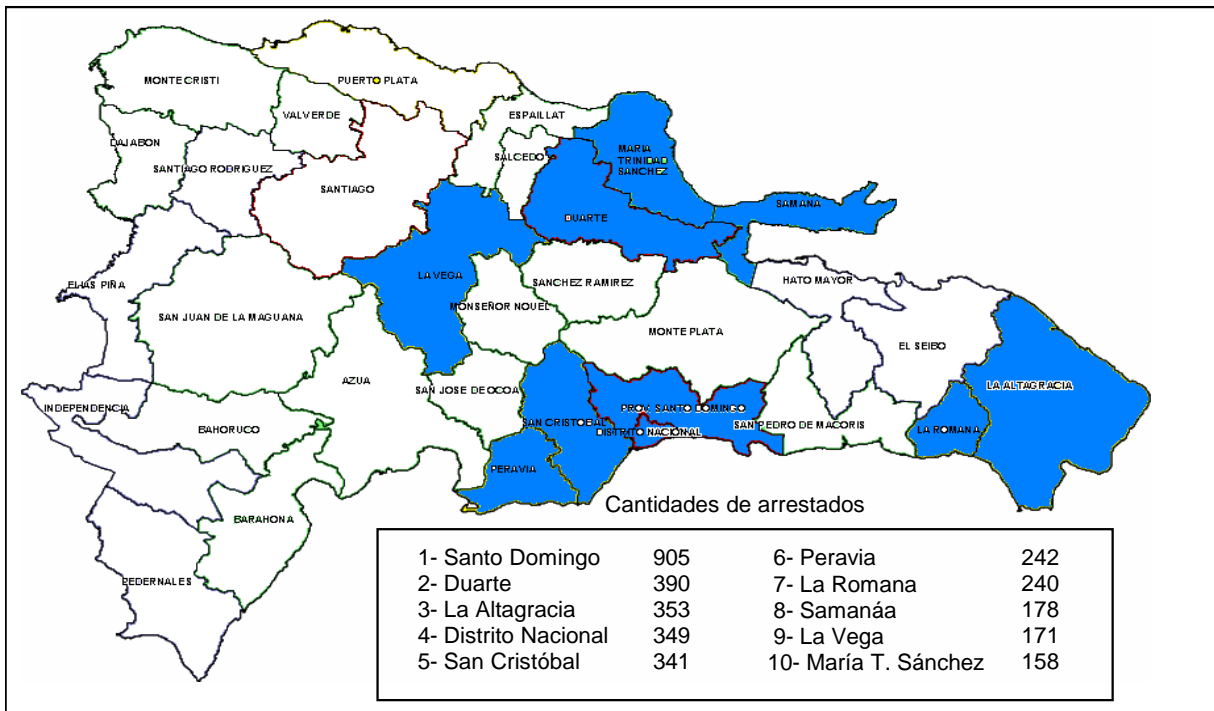 MONTE CRISTI
PUERTO PLATA
VALVERDE
ESPAILLAT
DAJABON
SANTIAGO RODRIGUEZ
SANTIAGO
SALCEDO
MARIA
TRINIDAD
SANCHEZ
DUARTE
SAMANA
ELIAS PIÑA
LA VEGA
SANCHEZ RAMIREZ
HATO MAYOR
SAN JUAN DE LA MAGUANA
MONSEÑOR NOUEL
MONTE PLATA
EL SEIBO
AZUA
SAN JOSE DE OCOA
LA ALTAGRACIA
INDEPENDENCIA
BAHORUCO
SAN CRISTOBAL
PROV. SANTO DOMINGO
DISTRITO NACIONAL
SAN PEDRO DE MACORIS
LA ROMANA
PERAVIA
BARAHONA
PEDERNALES
Cantidades de arrestados
1- Santo Domingo 905
2- Duarte 390
3- La Altagracia 353
4- Distrito Nacional 349
5- San Cristóbal 341
6- Peravia 242
7- La Romana 240
8- Samanáa 178
9- La Vega 171
10- María T. Sánchez 158